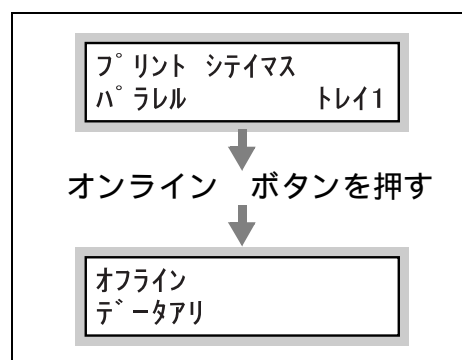 プリント シテイマス
パラレル トレイ1
オンライン ボタンを押す
オフライン
データアリ